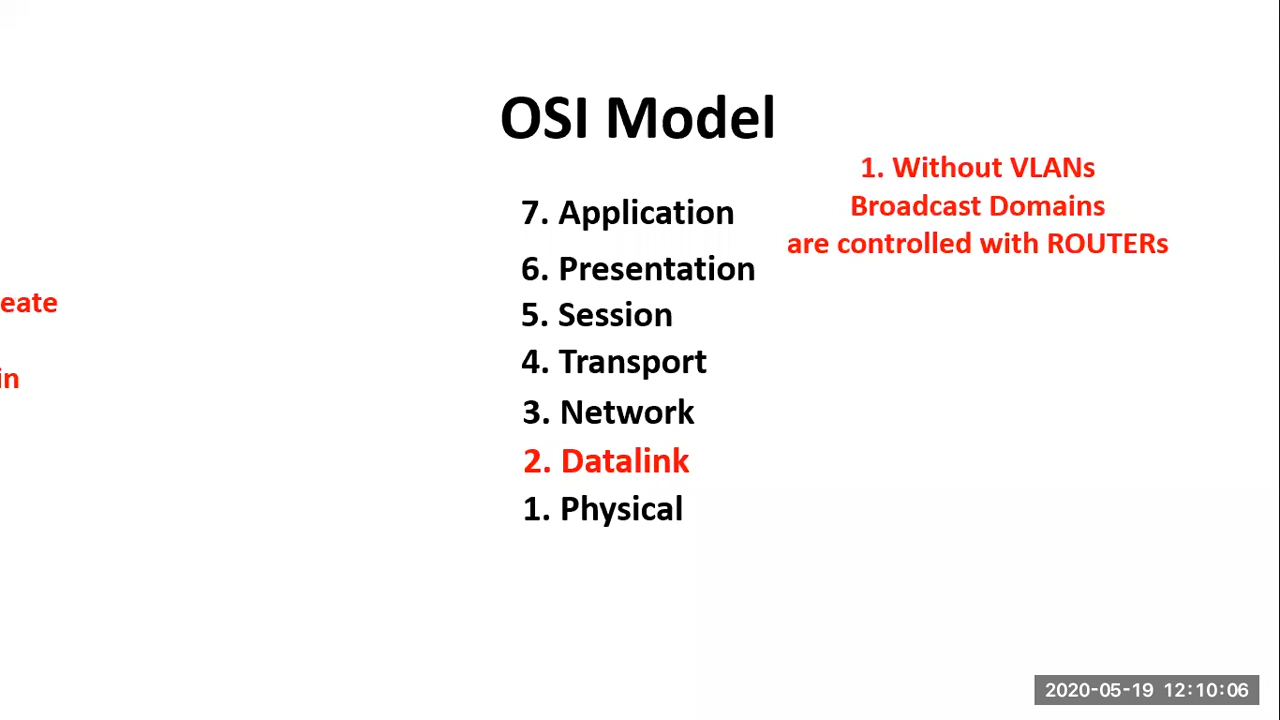 OSI Model
1. Without VLANs
Broadcast Domains
are controlled with ROUTERs
7. Application
6. Presentation
5. Session
4. Transport
3. Network
2. Datalink
1. Physical
eate
in
2020-05-19 12:10:06